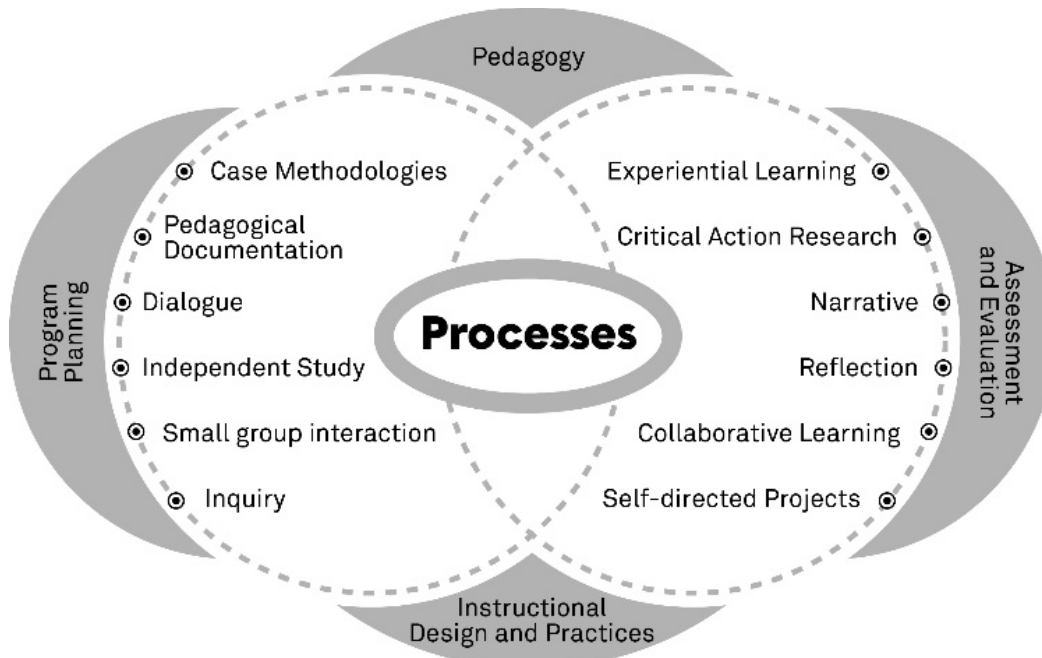 Pedagogy
Program
Planning
Case Methodologies
Pedagogical
Documentation
Dialogue
Independent Study
Small group interaction
Inquiry
Processes
Experiential Learning
Critical Action Research
Narrative
Reflection
Collaborative Learning
Self-directed Projects
Assessment
and Evaluation
Instructional
Design and Practices